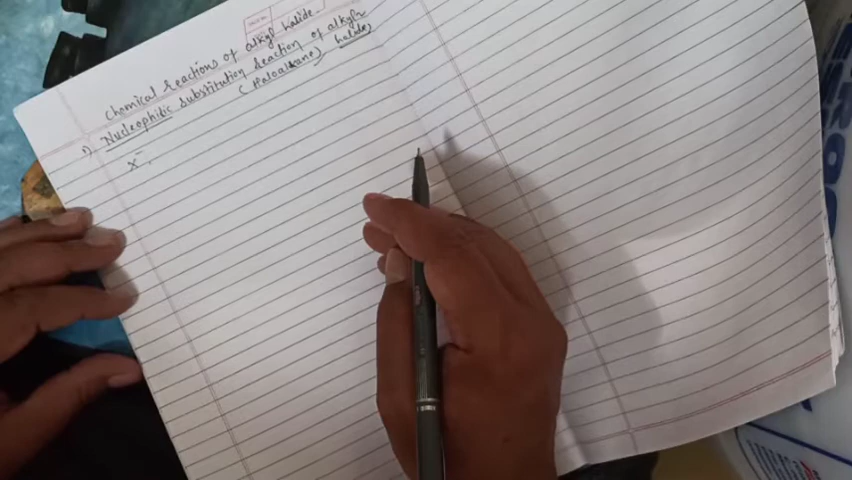 Chemical reactions of alkyl halide.
1) Nucleophilic substitution reaction of alkyl halide
(Haloalkane)
X⁻.